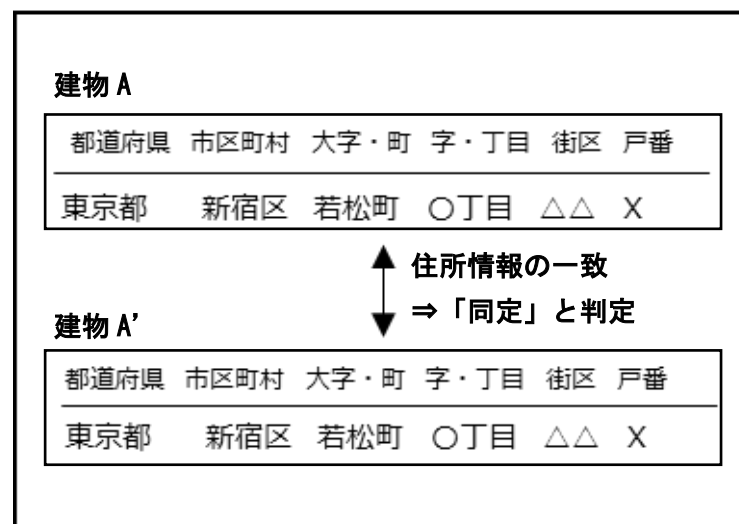 建物 A
都道府県 市区町村 大字・町 字・丁目 街区 戸番
東京都 新宿区 若松町 〇丁目 △△ X
住所情報の一致
⇒「同定」と判定
建物 A'
都道府県 市区町村 大字・町 字・丁目 街区 戸番
東京都 新宿区 若松町 〇丁目 △△ X